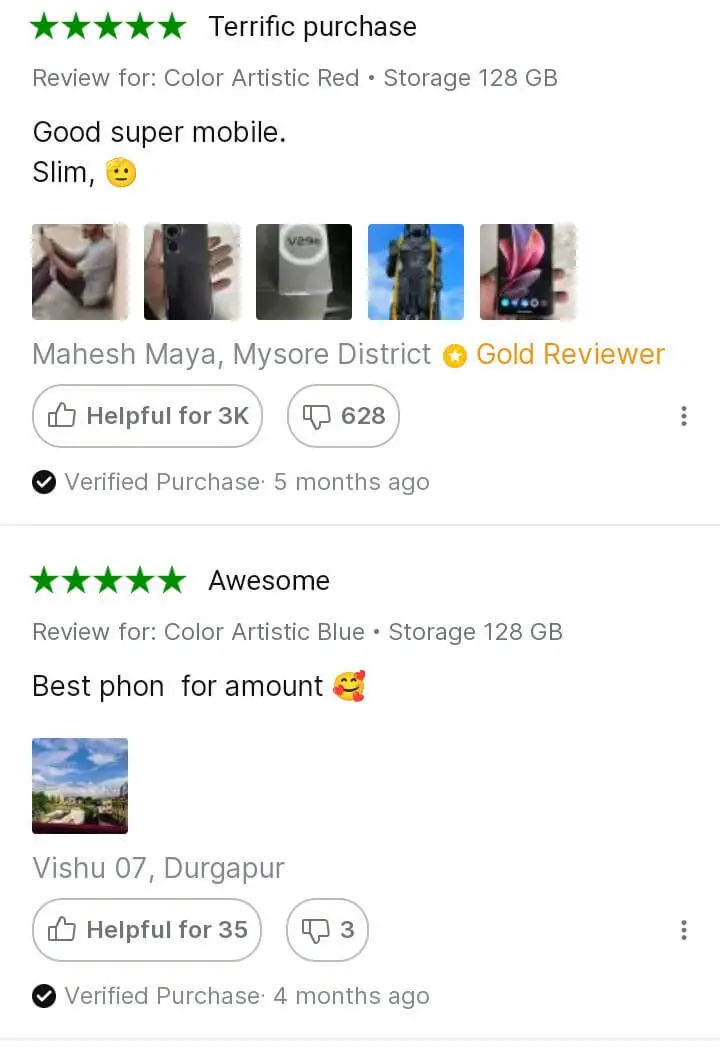 Terrific purchase
Review for: Color Artistic Red • Storage 128 GB
Good super mobile.
Slim, 🫡
V29e
Mahesh Maya, Mysore District Gold Reviewer
Helpful for 3K 628
Verified Purchase · 5 months ago
Awesome
Review for: Color Artistic Blue • Storage 128 GB
Best phon  for amount 🥰
Vishu 07, Durgapur
Helpful for 35 3
Verified Purchase · 4 months ago